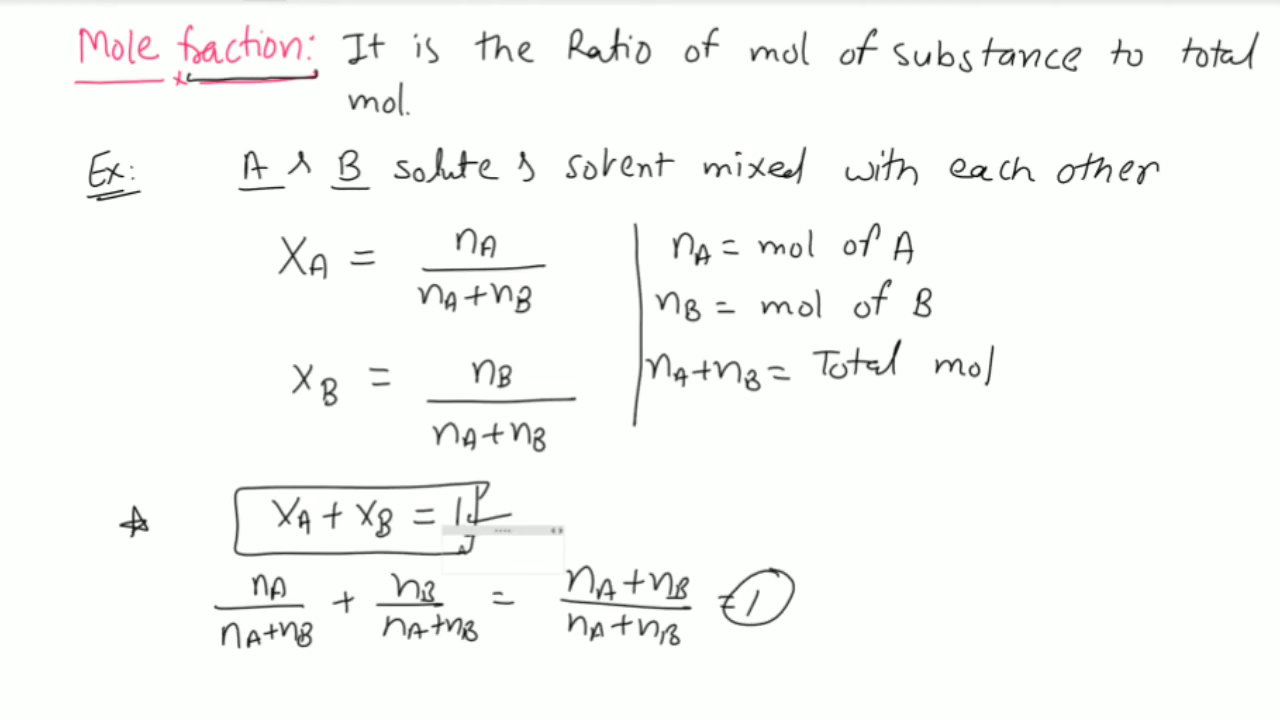 Mole fraction: It is the Ratio of mol of substance to total
mol.
Ex: A & B solute & solvent mixed with each other
XA = nA / nA+nB
nA = mol of A
nB = mol of B
nA+nB = Total mol
XB = nB / nA+nB
XA + XB = 1
nA / nA+nB + nB / nA+nB = nA+nB / nA+nB = 1